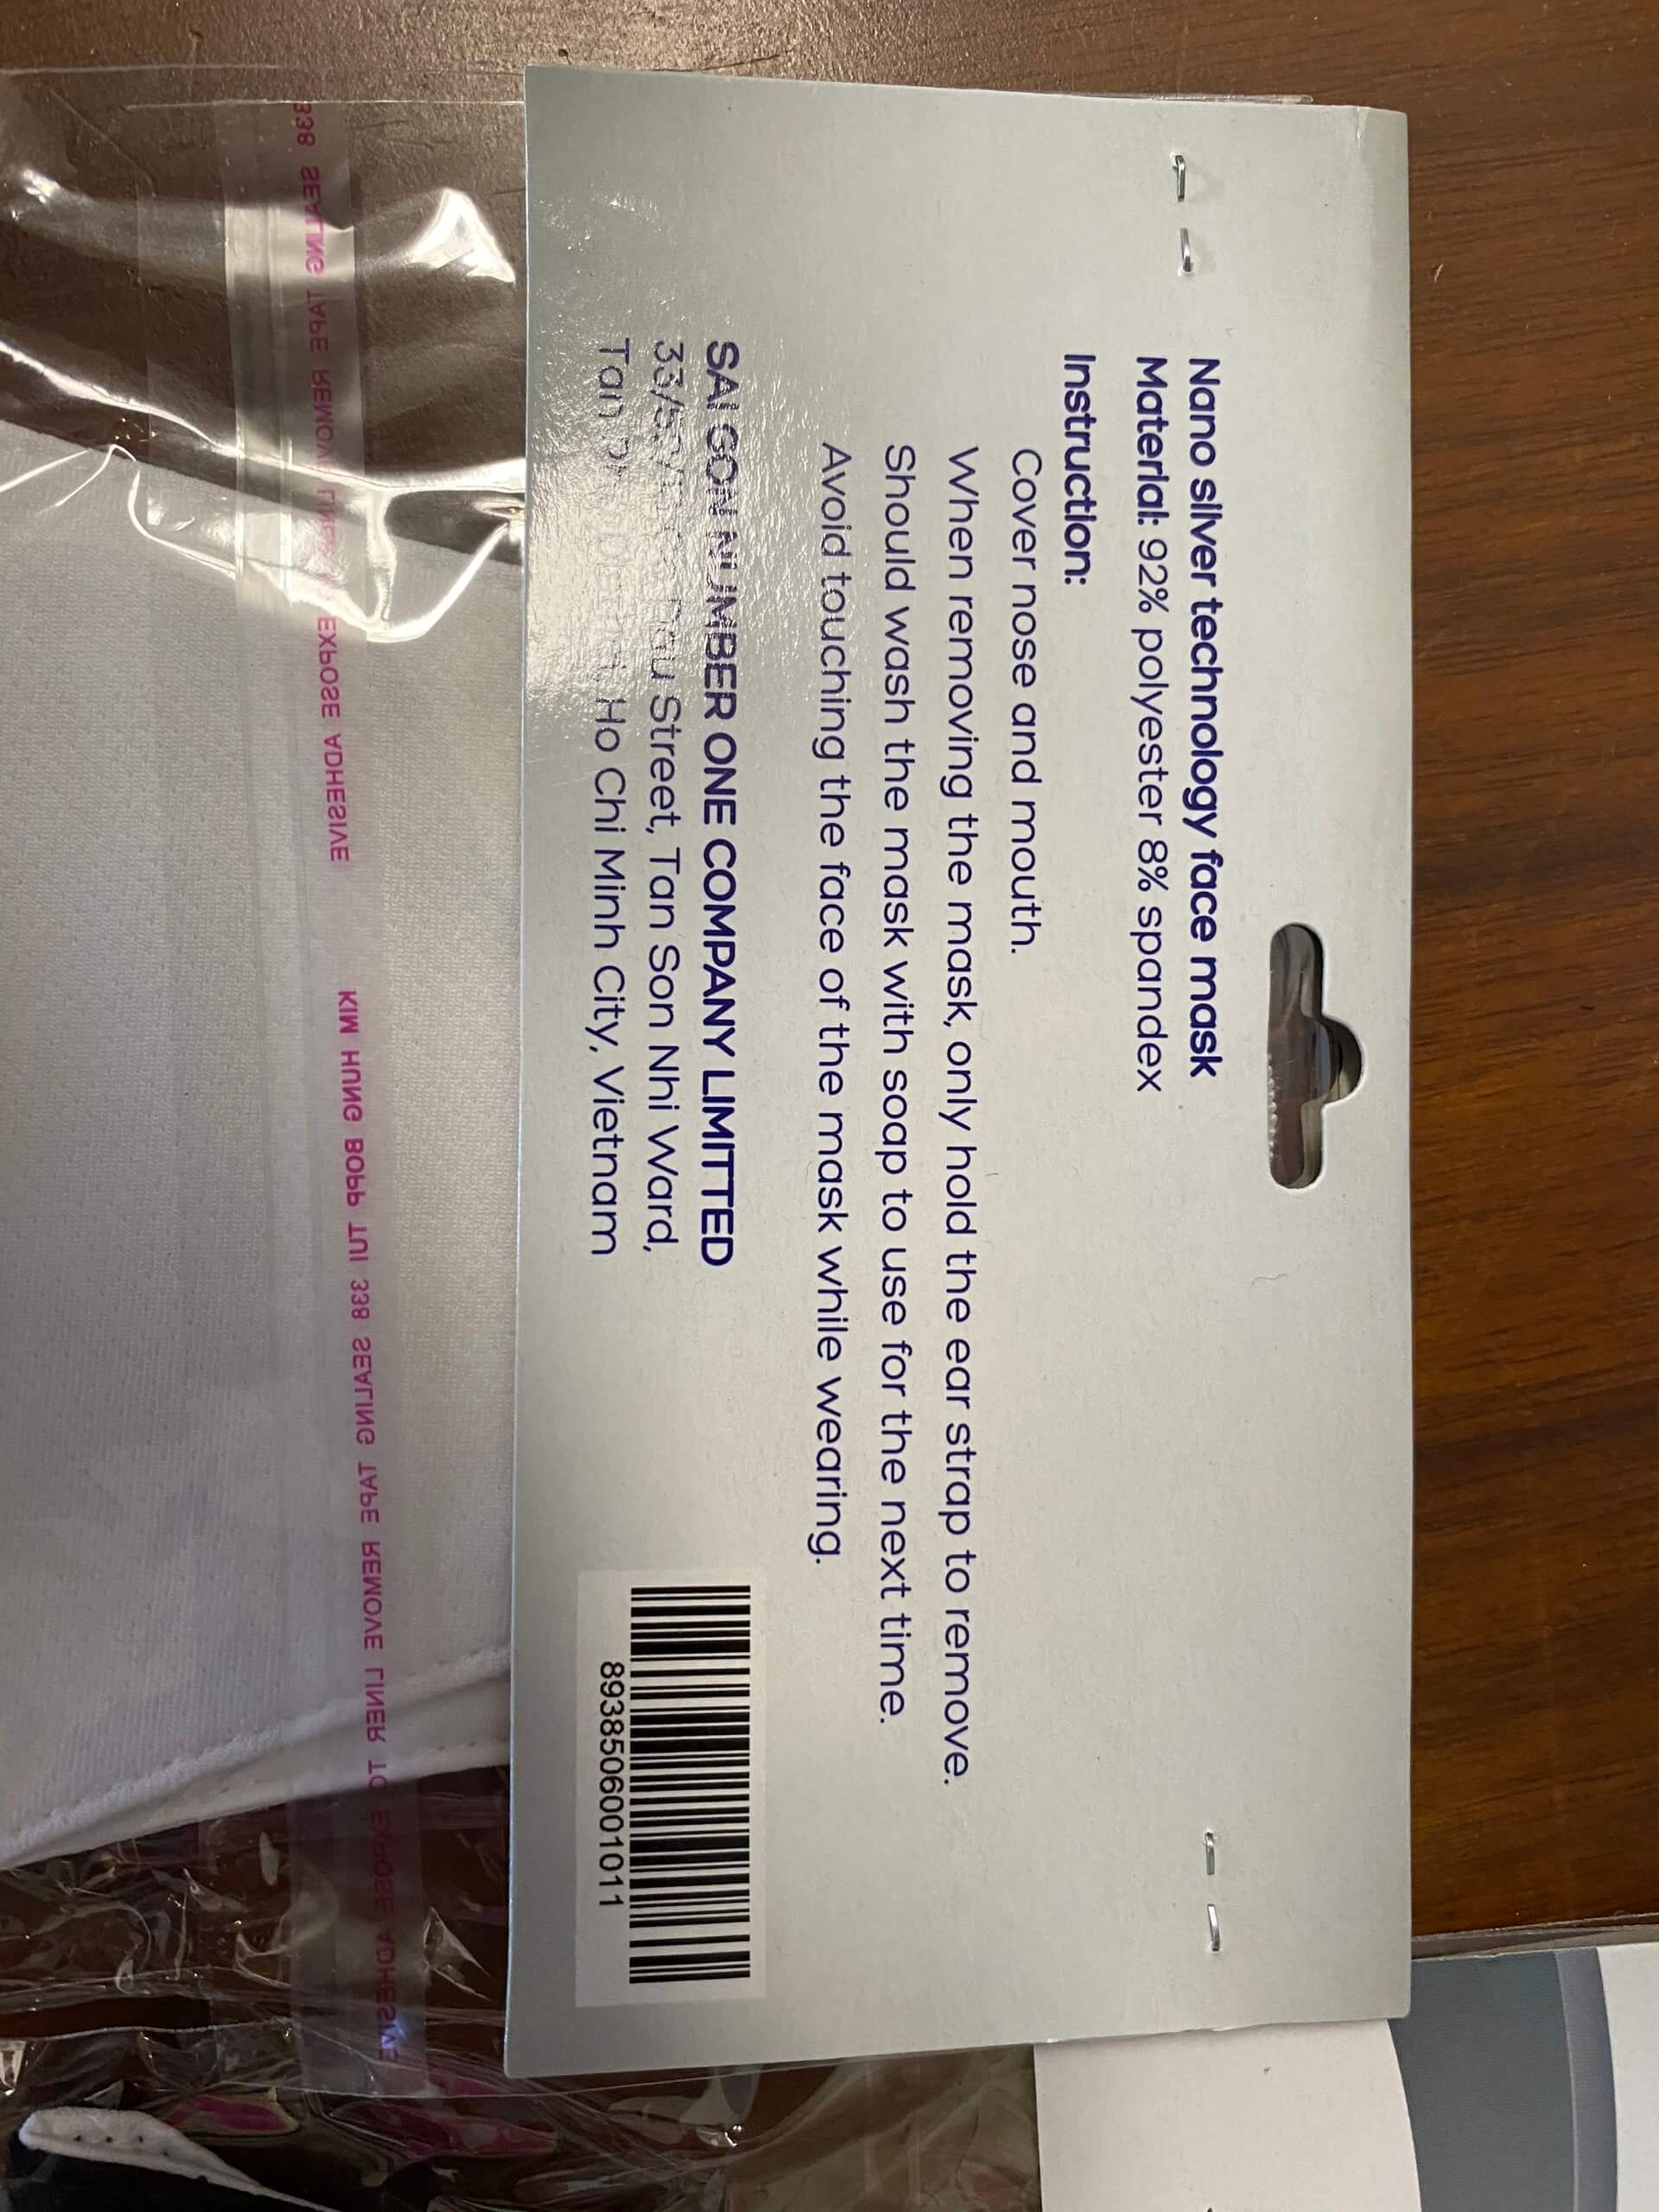 Nano silver technology face mask
Material: 92% polyester 8% spandex
Instruction:
Cover nose and mouth.
When removing the mask, only hold the ear strap to remove.
Should wash the mask with soap to use for the next time.
Avoid touching the face of the mask while wearing.
SAI GON NUMBER ONE COMPANY LIMITTED
Street, Tan Son Nhi Ward,
Tan Ho Chi Minh City, Vietnam
8938506001011
338 SEALING TAPE REMOVE LINER EXPOSE ADHESIVE
KIM HUNG BOPP TUI 338 SEALING TAPE REMOVE LINER TO EXPOSE ADHESIVE